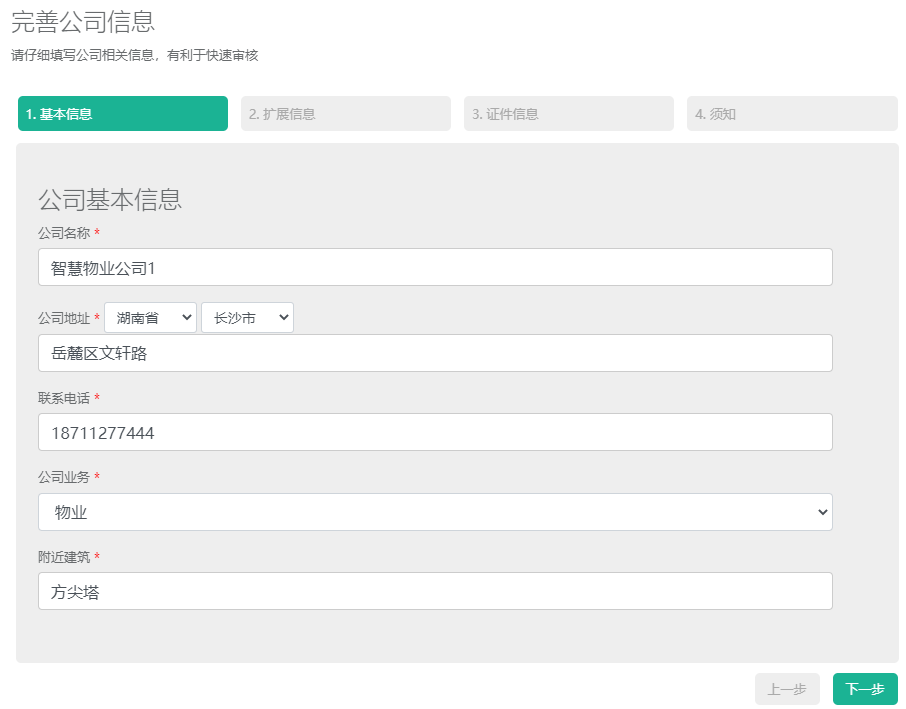 完善公司信息
请仔细填写公司相关信息，有利于快速审核
1. 基本信息 2. 扩展信息 3. 证件信息 4. 须知
公司基本信息
公司名称 *
智慧物业公司1
公司地址 * 湖南省 长沙市
岳麓区文轩路
联系电话 *
18711277444
公司业务 *
物业
附近建筑 *
方尖塔
上一步 下一步